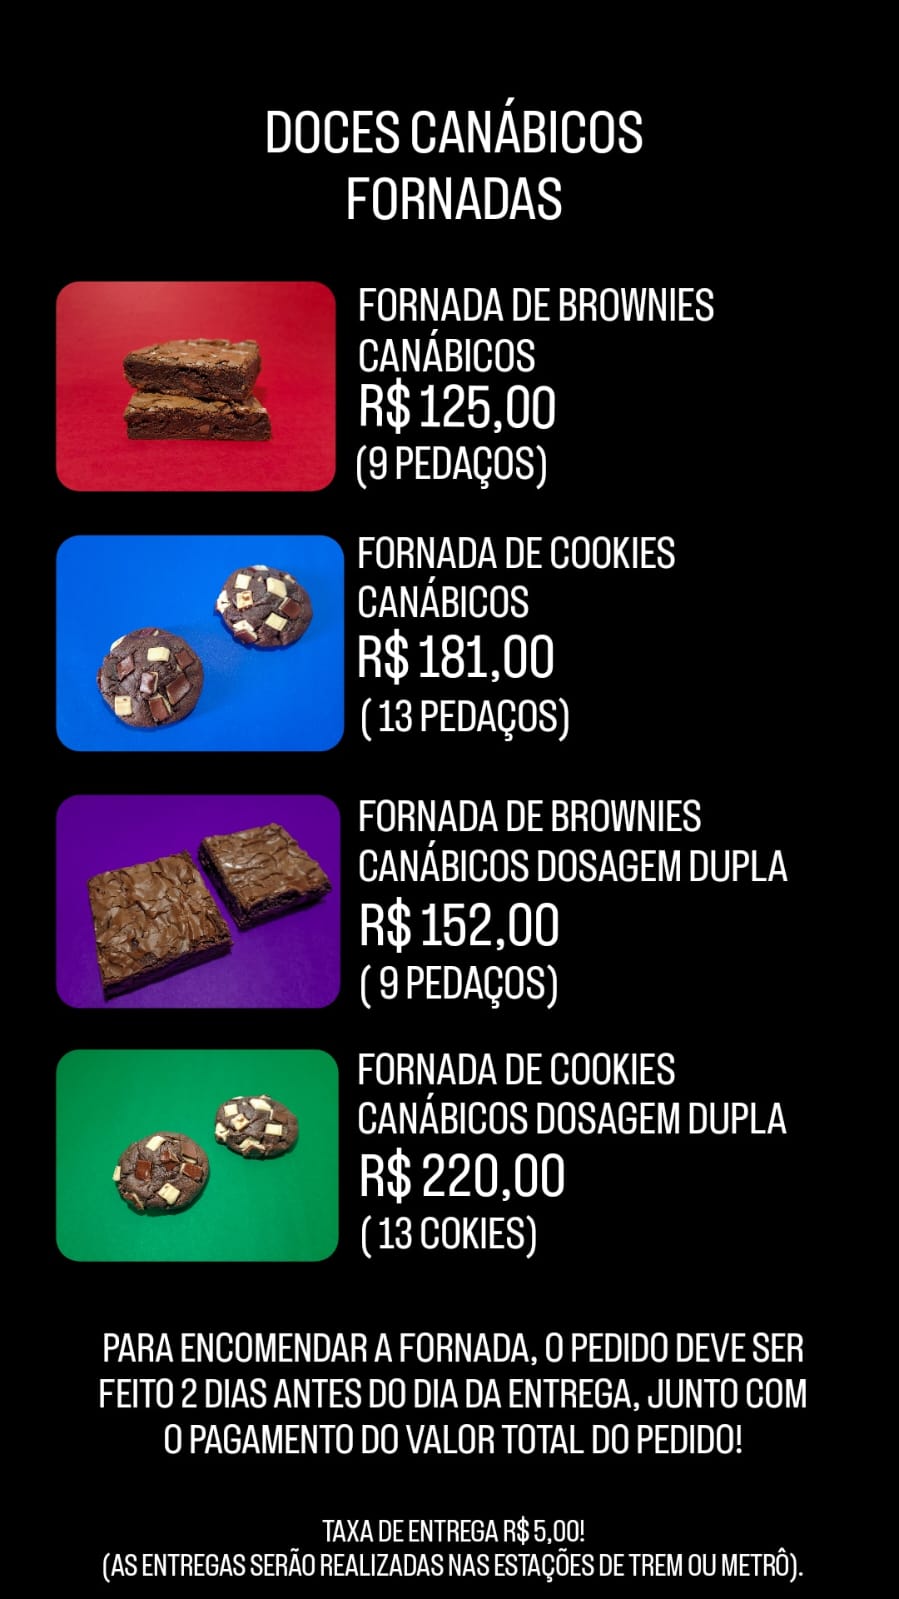 DOCES CANÁBICOS
FORNADAS
FORNADA DE BROWNIES
CANÁBICOS
R$ 125,00
(9 PEDAÇOS)
FORNADA DE COOKIES
CANÁBICOS
R$ 181,00
( 13 PEDAÇOS)
FORNADA DE BROWNIES
CANÁBICOS DOSAGEM DUPLA
R$ 152,00
( 9 PEDAÇOS)
FORNADA DE COOKIES
CANÁBICOS DOSAGEM DUPLA
R$ 220,00
( 13 COKIES)
PARA ENCOMENDAR A FORNADA, O PEDIDO DEVE SER
FEITO 2 DIAS ANTES DO DIA DA ENTREGA, JUNTO COM
O PAGAMENTO DO VALOR TOTAL DO PEDIDO!
TAXA DE ENTREGA R$ 5,00!
(AS ENTREGAS SERÃO REALIZADAS NAS ESTAÇÕES DE TREM OU METRÔ).